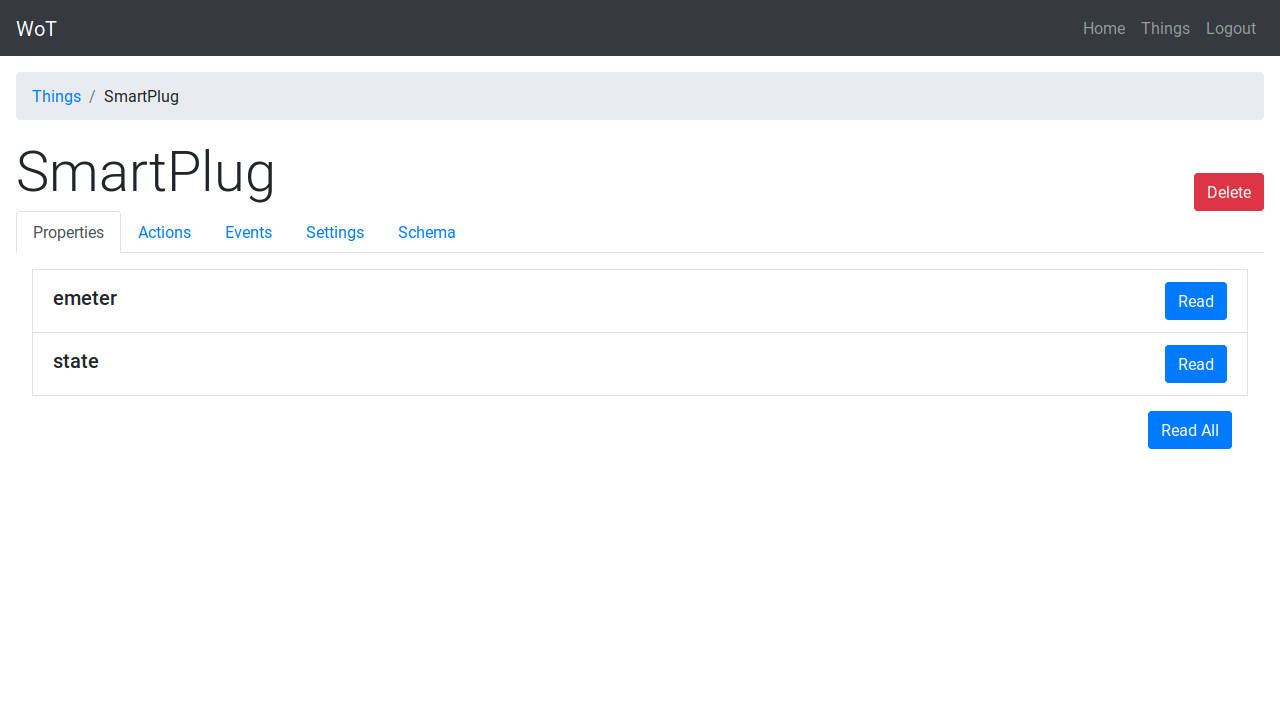 WoT Home Things Logout
Things / SmartPlug
SmartPlug
Delete
Properties Actions Events Settings Schema
emeter Read
state Read
Read All